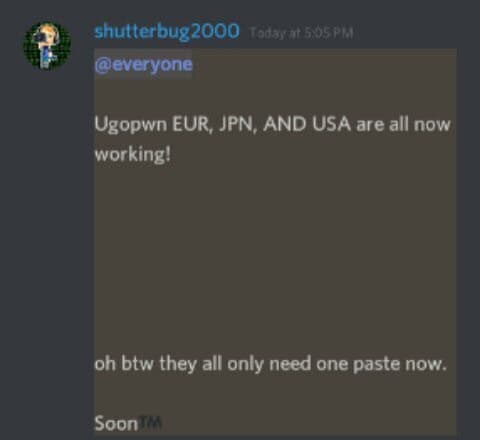 shutterbug2000 Today at 5:05 PM
@everyone
Ugopwn EUR, JPN, AND USA are all now
working!
oh btw they all only need one paste now.
Soon™